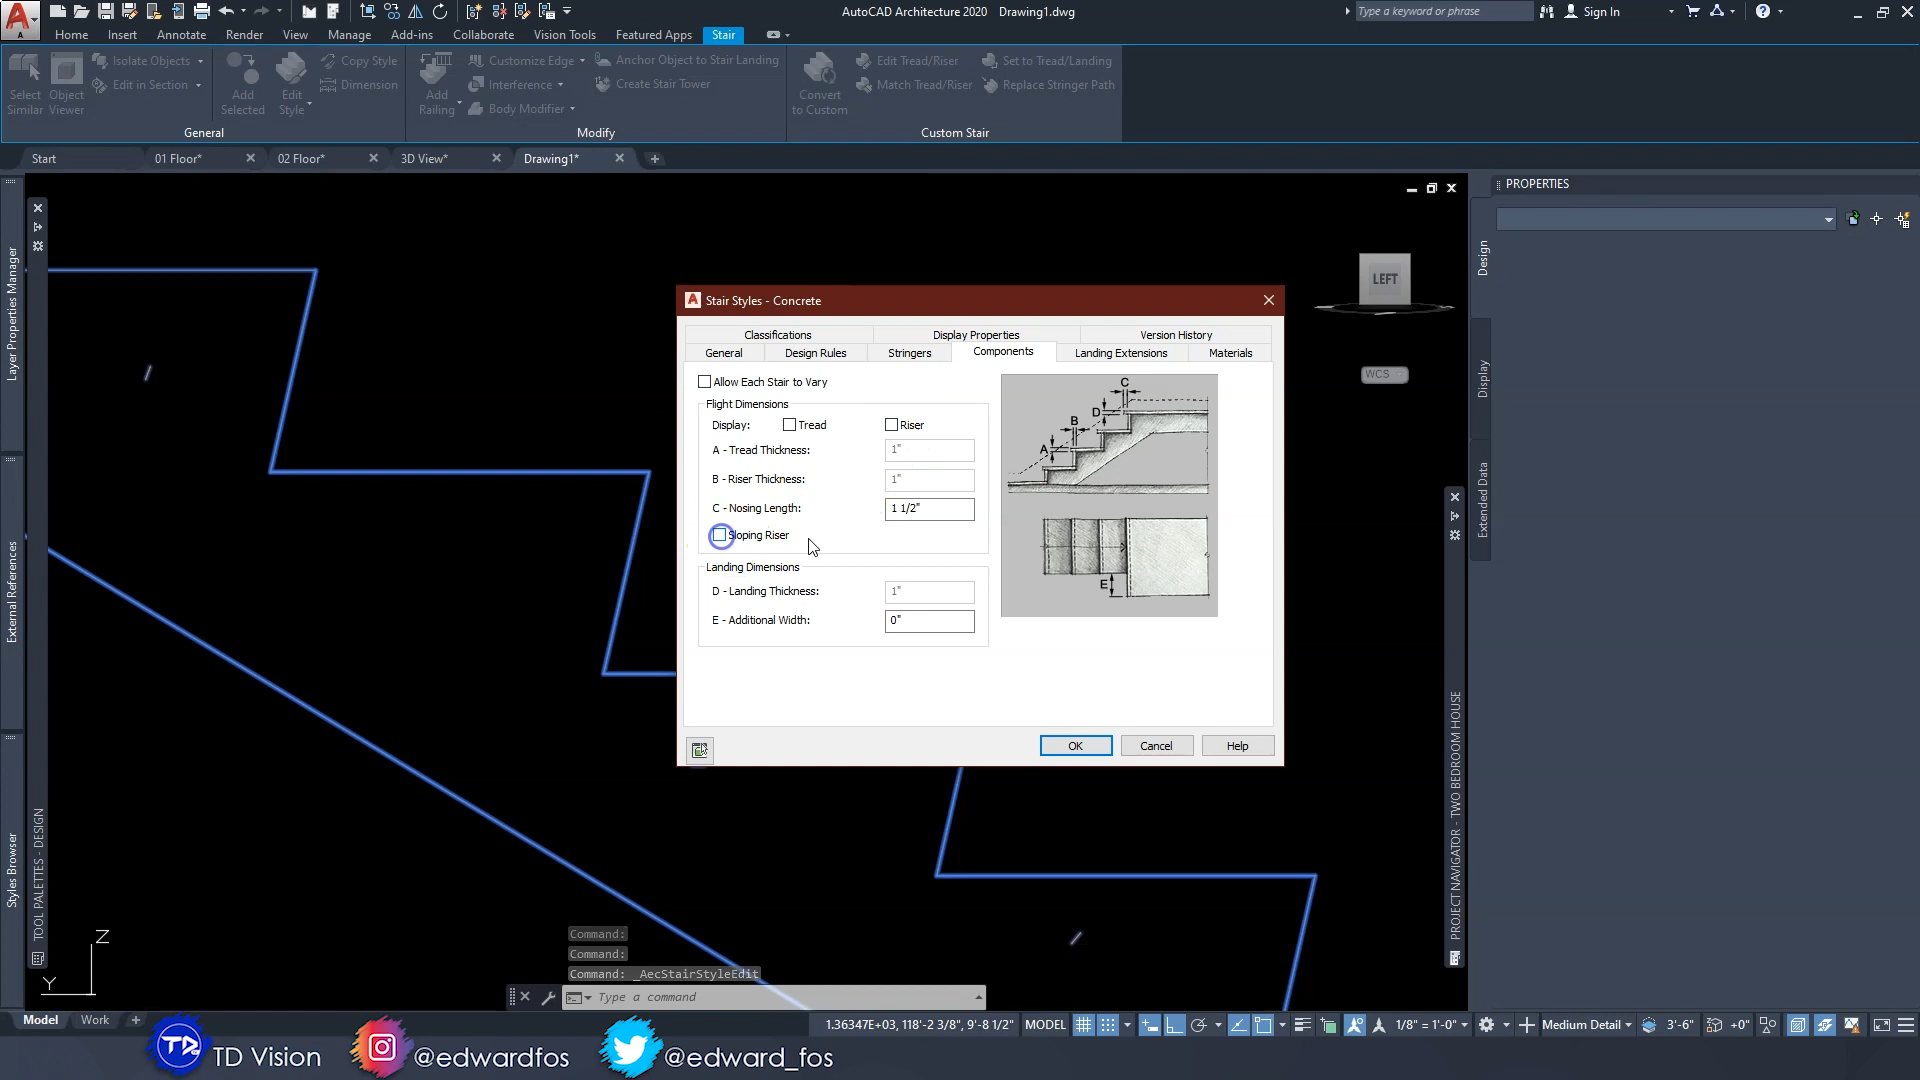 AutoCAD Architecture 2020 Drawing1.dwg
Type a keyword or phrase
Sign In
Home Insert Annotate Render View Manage Add-ins Collaborate Vision Tools Featured Apps Stair
Select Similar
Object Viewer
Isolate Objects
Edit in Section
Add Selected
Edit Style
Copy Style
Dimension
General
Add Railing
Customize Edge
Interference
Body Modifier
Anchor Object to Stair Landing
Create Stair Tower
Modify
Convert to Custom
Edit Tread/Riser
Match Tread/Riser
Set to Tread/Landing
Replace Stringer Path
Custom Stair
Start 01 Floor* 02 Floor* 3D View* Drawing1*
PROPERTIES
Layer Properties Manager
External References
Styles Browser
TOOL PALETTES - DESIGN
Design
Display
Extended Data
PROJECT NAVIGATOR - TWO BEDROOM HOUSE
LEFT
WCS
Stair Styles - Concrete
Classifications Display Properties Version History
General Design Rules Stringers Components Landing Extensions Materials
Allow Each Stair to Vary
Flight Dimensions
Display: Tread Riser
A - Tread Thickness: 1"
B - Riser Thickness: 1"
C - Nosing Length: 1 1/2"
Sloping Riser
Landing Dimensions
D - Landing Thickness: 1"
E - Additional Width: 0"
C
D
B
A
E
OK Cancel Help
Z
Y
Command:
Command:
Command: _AecStairStyleEdit
Type a command
Model Work
1.36347E+03, 118'-2 3/8", 9'-8 1/2" MODEL
1/8" = 1'-0" Medium Detail 3'-6" +0"
TD TD Vision @edwardfos @edward_fos